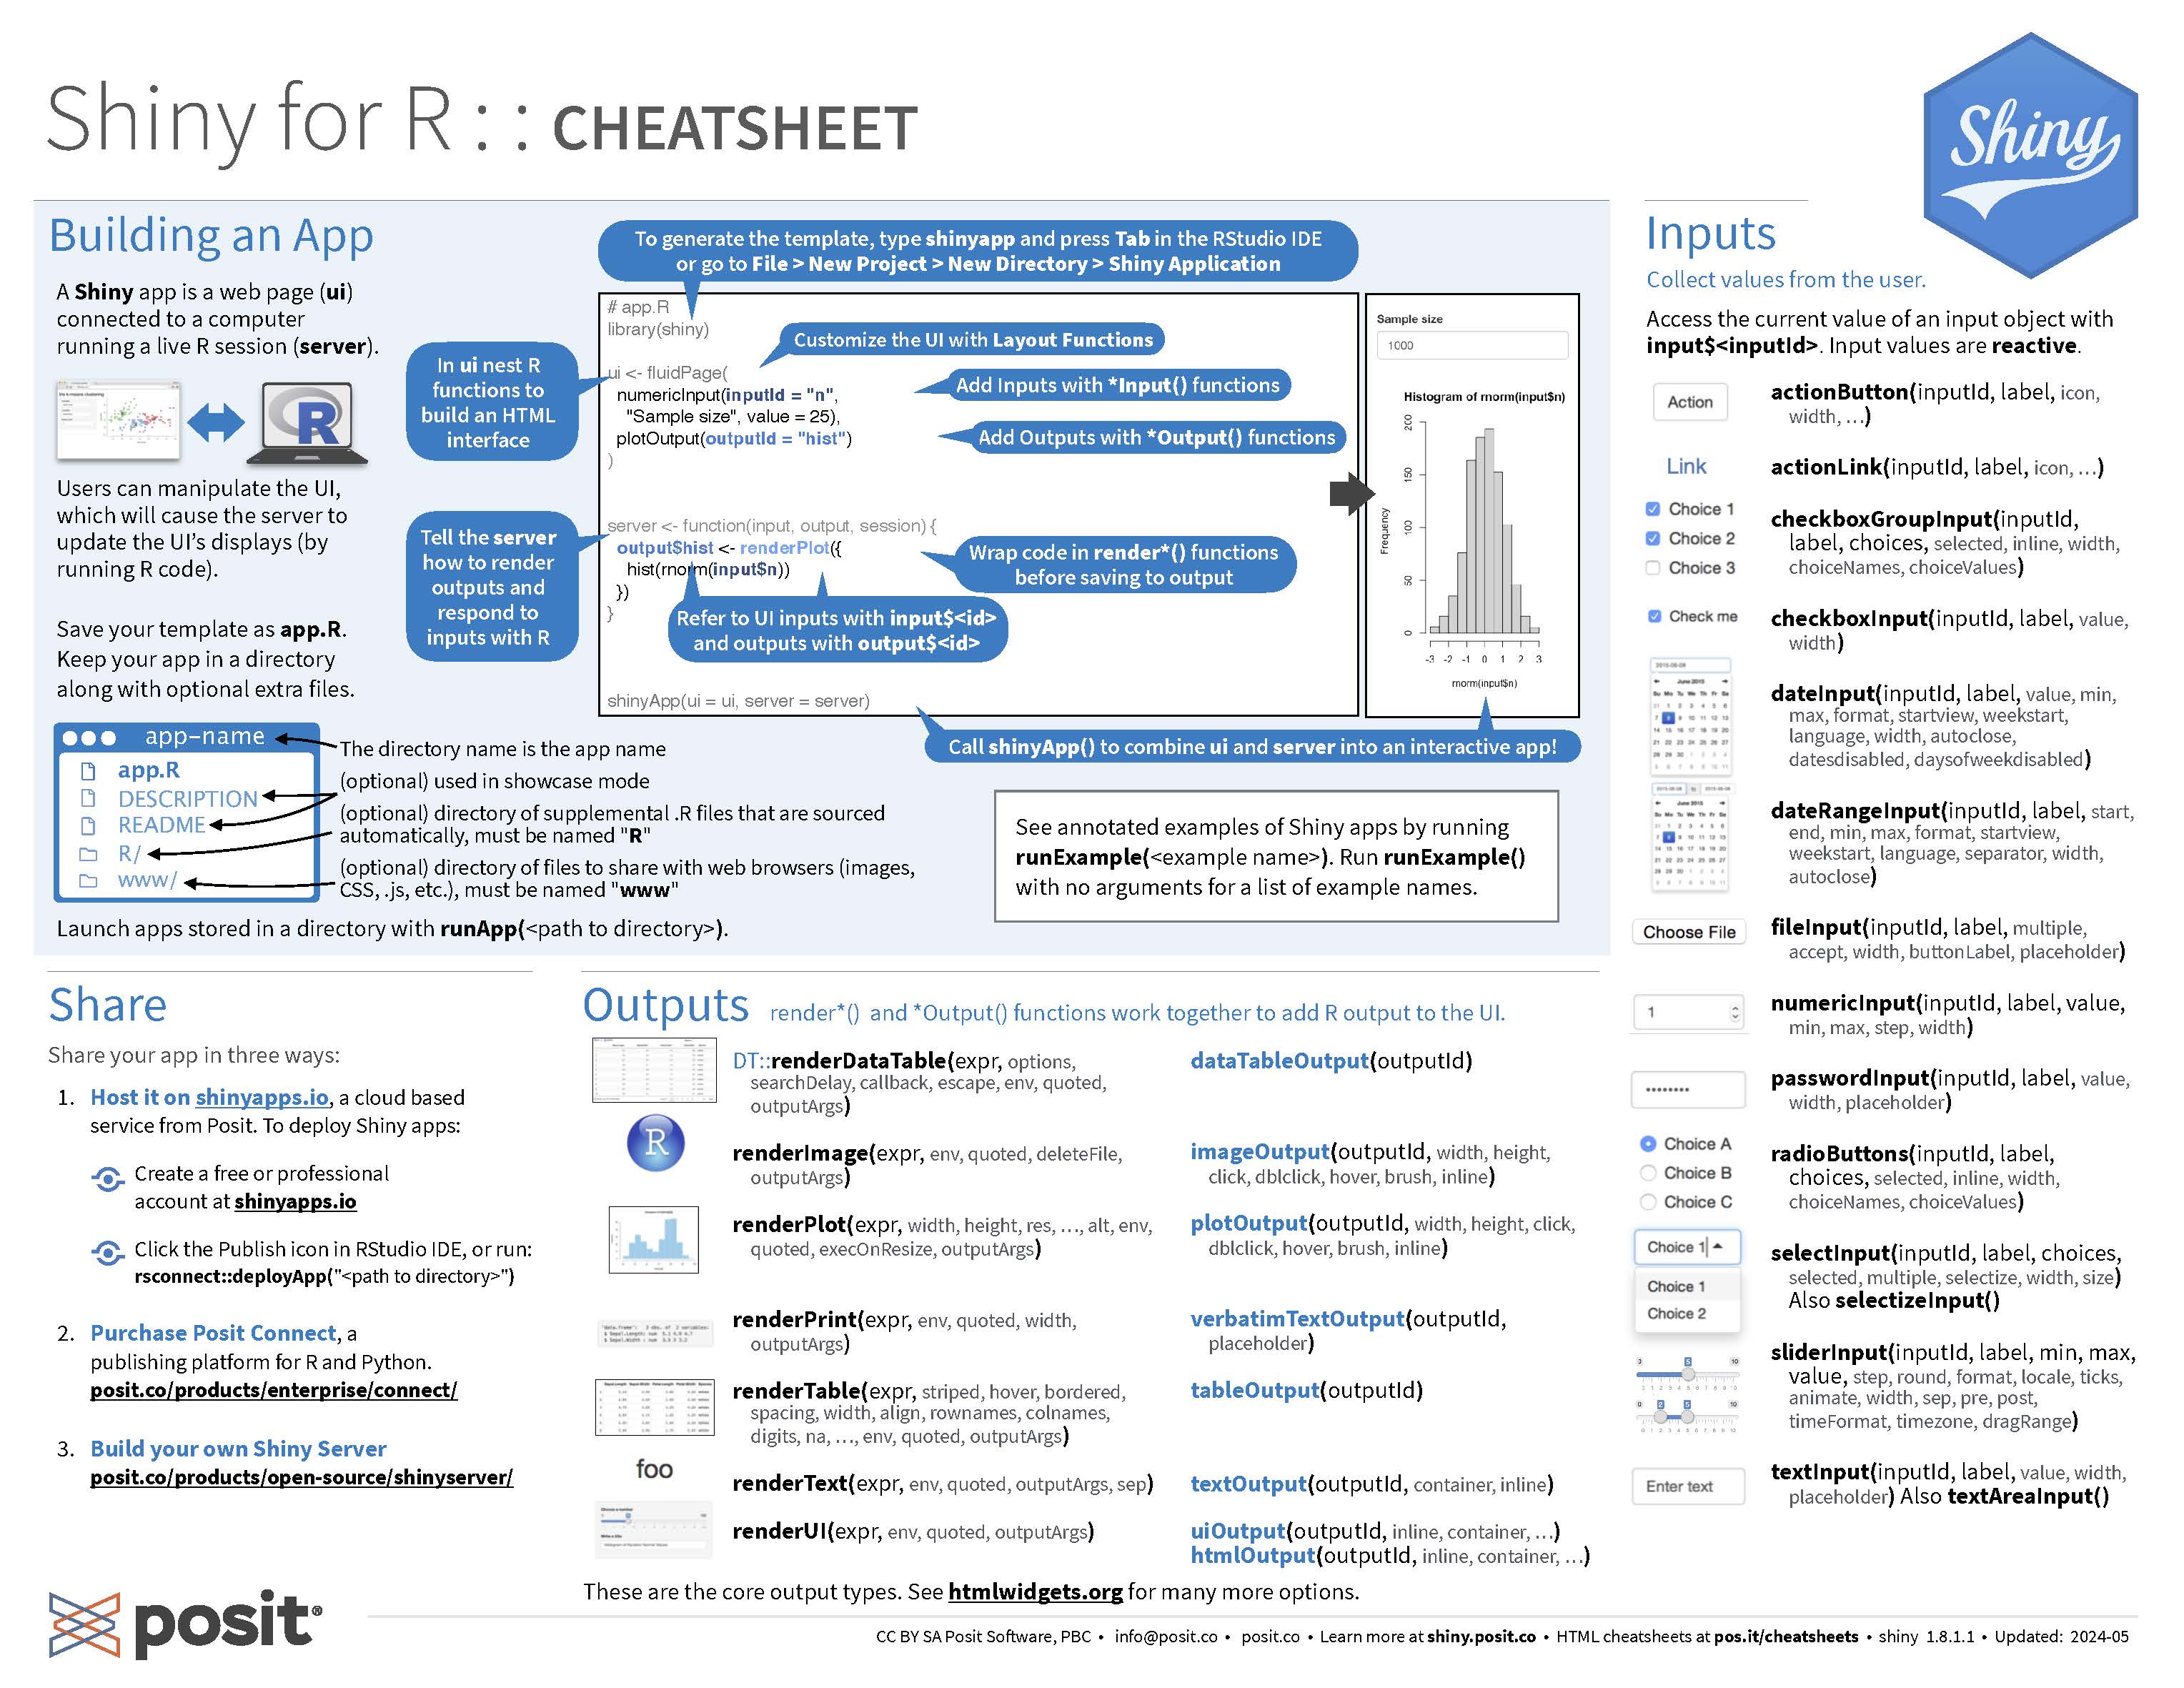 Shiny for R : : CHEATSHEET
Shiny
Building an App
A Shiny app is a web page (ui)
connected to a computer
running a live R session (server).
R
Users can manipulate the UI,
which will cause the server to
update the UI's displays (by
running R code).
Save your template as app.R.
Keep your app in a directory
along with optional extra files.
app-name
app.R
DESCRIPTION
README
R/
www/
The directory name is the app name
(optional) used in showcase mode
(optional) directory of supplemental .R files that are sourced
automatically, must be named "R"
(optional) directory of files to share with web browsers (images,
CSS, .js, etc.), must be named "www"
Launch apps stored in a directory with runApp(<path to directory>).
To generate the template, type shinyapp and press Tab in the RStudio IDE
or go to File > New Project > New Directory > Shiny Application
In ui nest R
functions to
build an HTML
interface
Tell the server
how to render
outputs and
respond to
inputs with R
# app.R
library(shiny)
Customize the UI with Layout Functions
ui <- fluidPage(
numericInput(inputId = "n",
"Sample size", value = 25),
plotOutput(outputId = "hist")
)
Add Inputs with *Input() functions
Add Outputs with *Output() functions
server <- function(input, output, session) {
output$hist <- renderPlot({
hist(rnorm(input$n))
})
}
Wrap code in render*() functions
before saving to output
Refer to UI inputs with input$<id>
and outputs with output$<id>
shinyApp(ui = ui, server = server)
Sample size
1000
Histogram of rnorm(input$n)
Frequency
200
150
100
50
0
-3 -2 -1 0 1 2 3
rnorm(input$n)
Call shinyApp() to combine ui and server into an interactive app!
See annotated examples of Shiny apps by running
runExample(<example name>). Run runExample()
with no arguments for a list of example names.
Share
Share your app in three ways:
1. Host it on shinyapps.io, a cloud based
service from Posit. To deploy Shiny apps:
Create a free or professional
account at shinyapps.io
Click the Publish icon in RStudio IDE, or run:
rsconnect::deployApp("<path to directory>")
2. Purchase Posit Connect, a
publishing platform for R and Python.
posit.co/products/enterprise/connect/
3. Build your own Shiny Server
posit.co/products/open-source/shinyserver/
Outputs render*() and *Output() functions work together to add R output to the UI.
DT::renderDataTable(expr, options,
searchDelay, callback, escape, env, quoted,
outputArgs)
dataTableOutput(outputId)
R
renderImage(expr, env, quoted, deleteFile,
outputArgs)
imageOutput(outputId, width, height,
click, dblclick, hover, brush, inline)
renderPlot(expr, width, height, res, …, alt, env,
quoted, execOnResize, outputArgs)
plotOutput(outputId, width, height, click,
dblclick, hover, brush, inline)
renderPrint(expr, env, quoted, width,
outputArgs)
verbatimTextOutput(outputId,
placeholder)
renderTable(expr, striped, hover, bordered,
spacing, width, align, rownames, colnames,
digits, na, …, env, quoted, outputArgs)
tableOutput(outputId)
foo
renderText(expr, env, quoted, outputArgs, sep)
textOutput(outputId, container, inline)
renderUI(expr, env, quoted, outputArgs)
uiOutput(outputId, inline, container, …)
htmlOutput(outputId, inline, container, …)
These are the core output types. See htmlwidgets.org for many more options.
Inputs
Collect values from the user.
Access the current value of an input object with
input$<inputId>. Input values are reactive.
Action
actionButton(inputId, label, icon,
width, …)
Link
actionLink(inputId, label, icon, …)
Choice 1
Choice 2
Choice 3
checkboxGroupInput(inputId,
label, choices, selected, inline, width,
choiceNames, choiceValues)
Check me
checkboxInput(inputId, label, value,
width)
June 2015
Su Mo Tu We Th Fr Sa
dateInput(inputId, label, value, min,
max, format, startview, weekstart,
language, width, autoclose,
datesdisabled, daysofweekdisabled)
June 2015
Su Mo Tu We Th Fr Sa
dateRangeInput(inputId, label, start,
end, min, max, format, startview,
weekstart, language, separator, width,
autoclose)
Choose File
fileInput(inputId, label, multiple,
accept, width, buttonLabel, placeholder)
1
numericInput(inputId, label, value,
min, max, step, width)
passwordInput(inputId, label, value,
width, placeholder)
Choice A
Choice B
Choice C
radioButtons(inputId, label,
choices, selected, inline, width,
choiceNames, choiceValues)
Choice 1
Choice 1
Choice 2
selectInput(inputId, label, choices,
selected, multiple, selectize, width, size)
Also selectizeInput()
sliderInput(inputId, label, min, max,
value, step, round, format, locale, ticks,
animate, width, sep, pre, post,
timeFormat, timezone, dragRange)
Enter text
textInput(inputId, label, value, width,
placeholder) Also textAreaInput()
posit®
CC BY SA Posit Software, PBC • info@posit.co • posit.co • Learn more at shiny.posit.co • HTML cheatsheets at pos.it/cheatsheets • shiny 1.8.1.1 • Updated: 2024-05